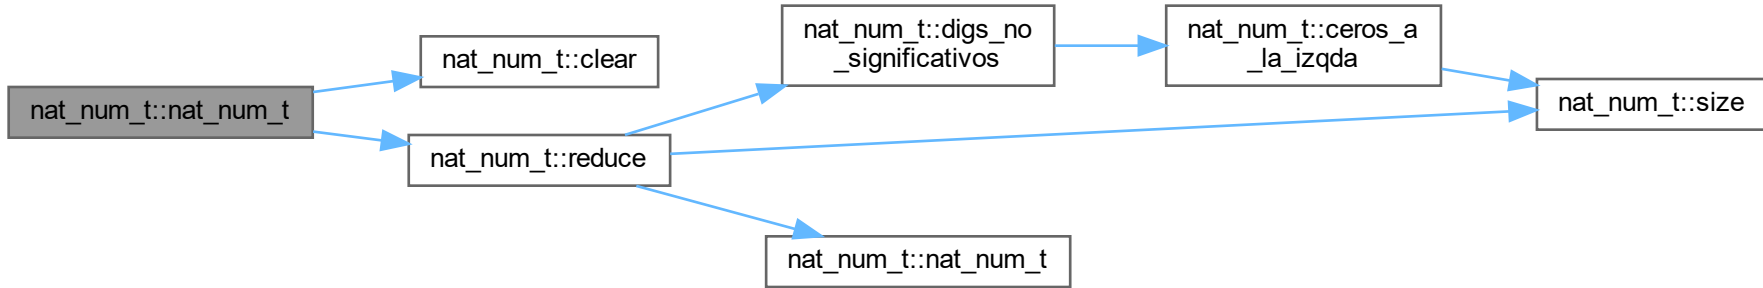 nat_num_t::nat_num_t
nat_num_t::clear
nat_num_t::reduce
nat_num_t::digs_no
_significativos
nat_num_t::nat_num_t
nat_num_t::ceros_a
_la_izqda
nat_num_t::size